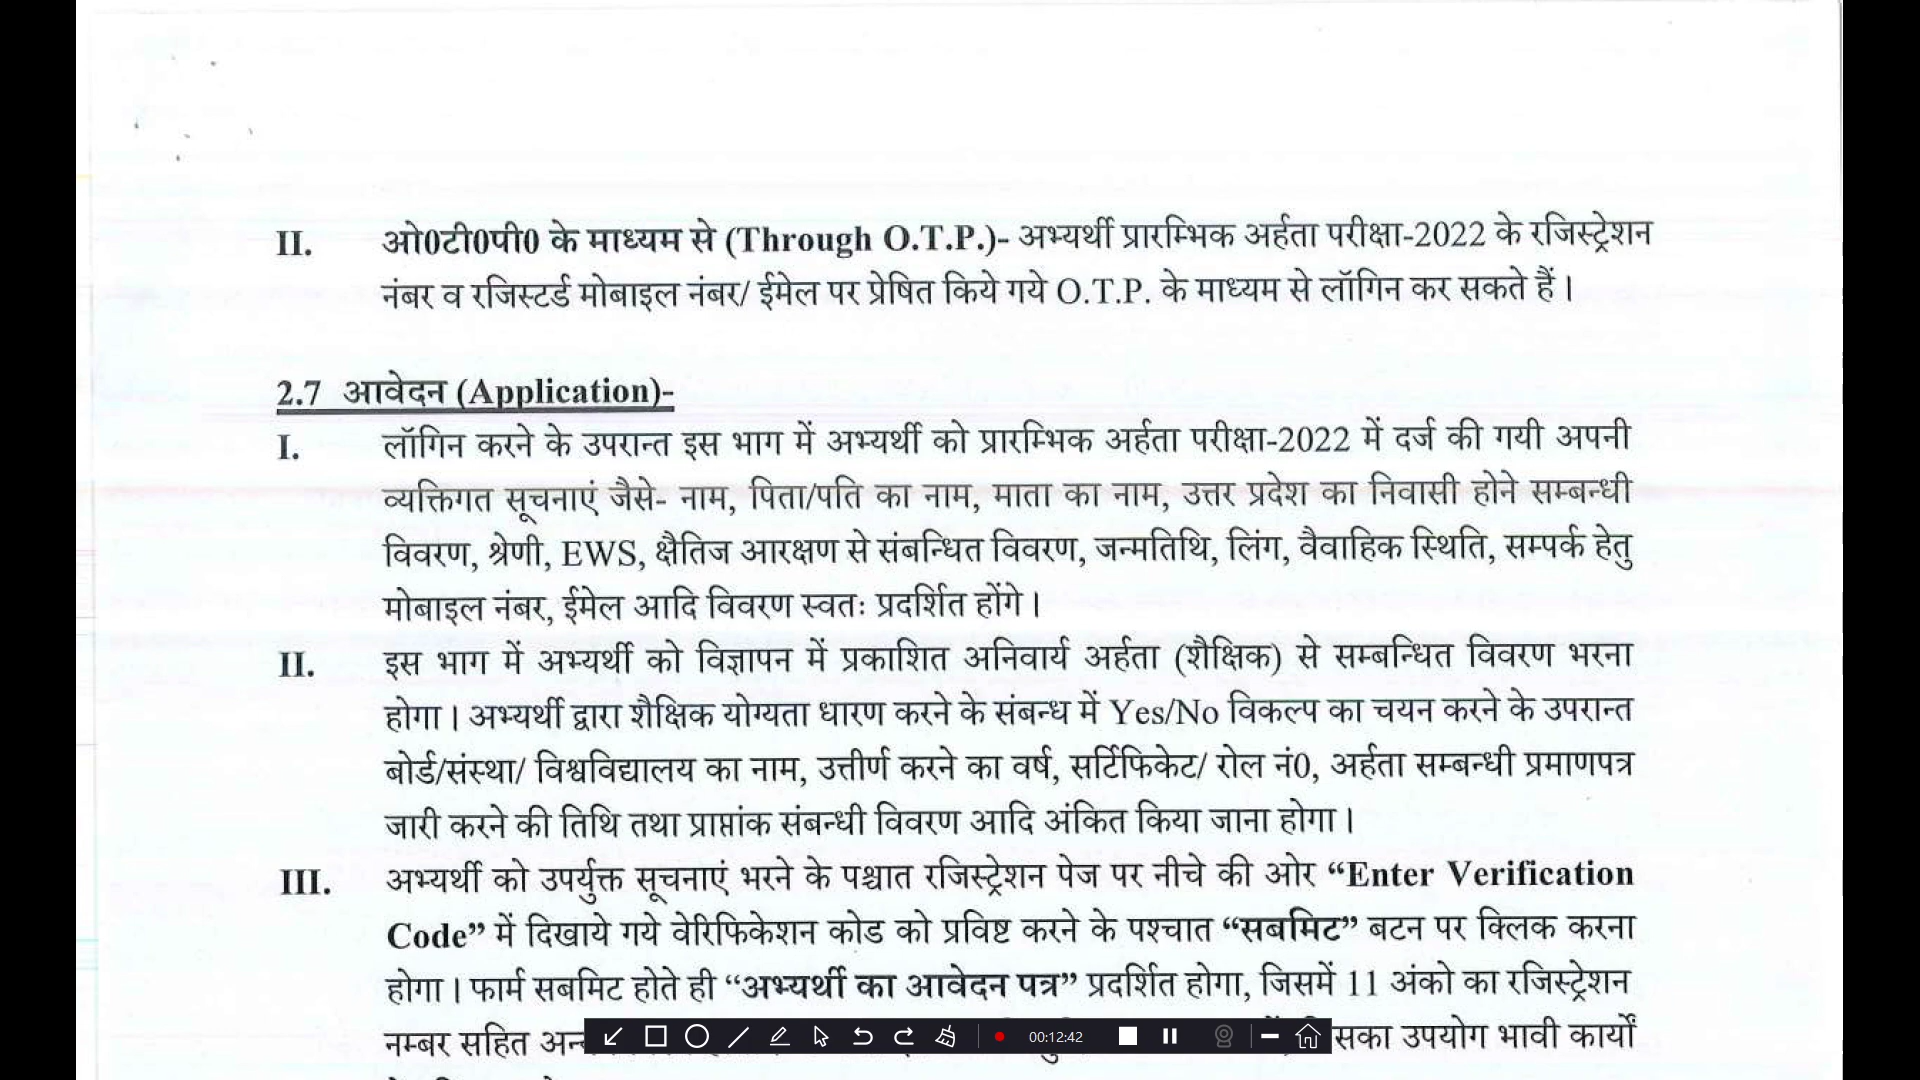 II. ओ0टी0पी0 के माध्यम से (Through O.T.P.)- अभ्यर्थी प्रारम्भिक अर्हता परीक्षा-2022 के रजिस्ट्रेशन
नंबर व रजिस्टर्ड मोबाइल नंबर/ ईमेल पर प्रेषित किये गये O.T.P. के माध्यम से लॉगिन कर सकते हैं।
2.7 आवेदन (Application)-
I. लॉगिन करने के उपरान्त इस भाग में अभ्यर्थी को प्रारम्भिक अर्हता परीक्षा-2022 में दर्ज की गयी अपनी
व्यक्तिगत सूचनाएं जैसे- नाम, पिता/पति का नाम, माता का नाम, उत्तर प्रदेश का निवासी होने सम्बन्धी
विवरण, श्रेणी, EWS, क्षैतिज आरक्षण से संबन्धित विवरण, जन्मतिथि, लिंग, वैवाहिक स्थिति, सम्पर्क हेतु
मोबाइल नंबर, ईमेल आदि विवरण स्वतः प्रदर्शित होंगे।
II. इस भाग में अभ्यर्थी को विज्ञापन में प्रकाशित अनिवार्य अर्हता (शैक्षिक) से सम्बन्धित विवरण भरना
होगा। अभ्यर्थी द्वारा शैक्षिक योग्यता धारण करने के संबन्ध में Yes/No विकल्प का चयन करने के उपरान्त
बोर्ड/संस्था/ विश्वविद्यालय का नाम, उत्तीर्ण करने का वर्ष, सर्टिफिकेट/ रोल नं0, अर्हता सम्बन्धी प्रमाणपत्र
जारी करने की तिथि तथा प्राप्तांक संबन्धी विवरण आदि अंकित किया जाना होगा।
III. अभ्यर्थी को उपर्युक्त सूचनाएं भरने के पश्चात रजिस्ट्रेशन पेज पर नीचे की ओर “Enter Verification
Code” में दिखाये गये वेरिफिकेशन कोड को प्रविष्ट करने के पश्चात “सबमिट” बटन पर क्लिक करना
होगा। फार्म सबमिट होते ही “अभ्यर्थी का आवेदन पत्र” प्रदर्शित होगा, जिसमें 11 अंको का रजिस्ट्रेशन
नम्बर सहित उपयोग भावी कार्यों
00:12:42